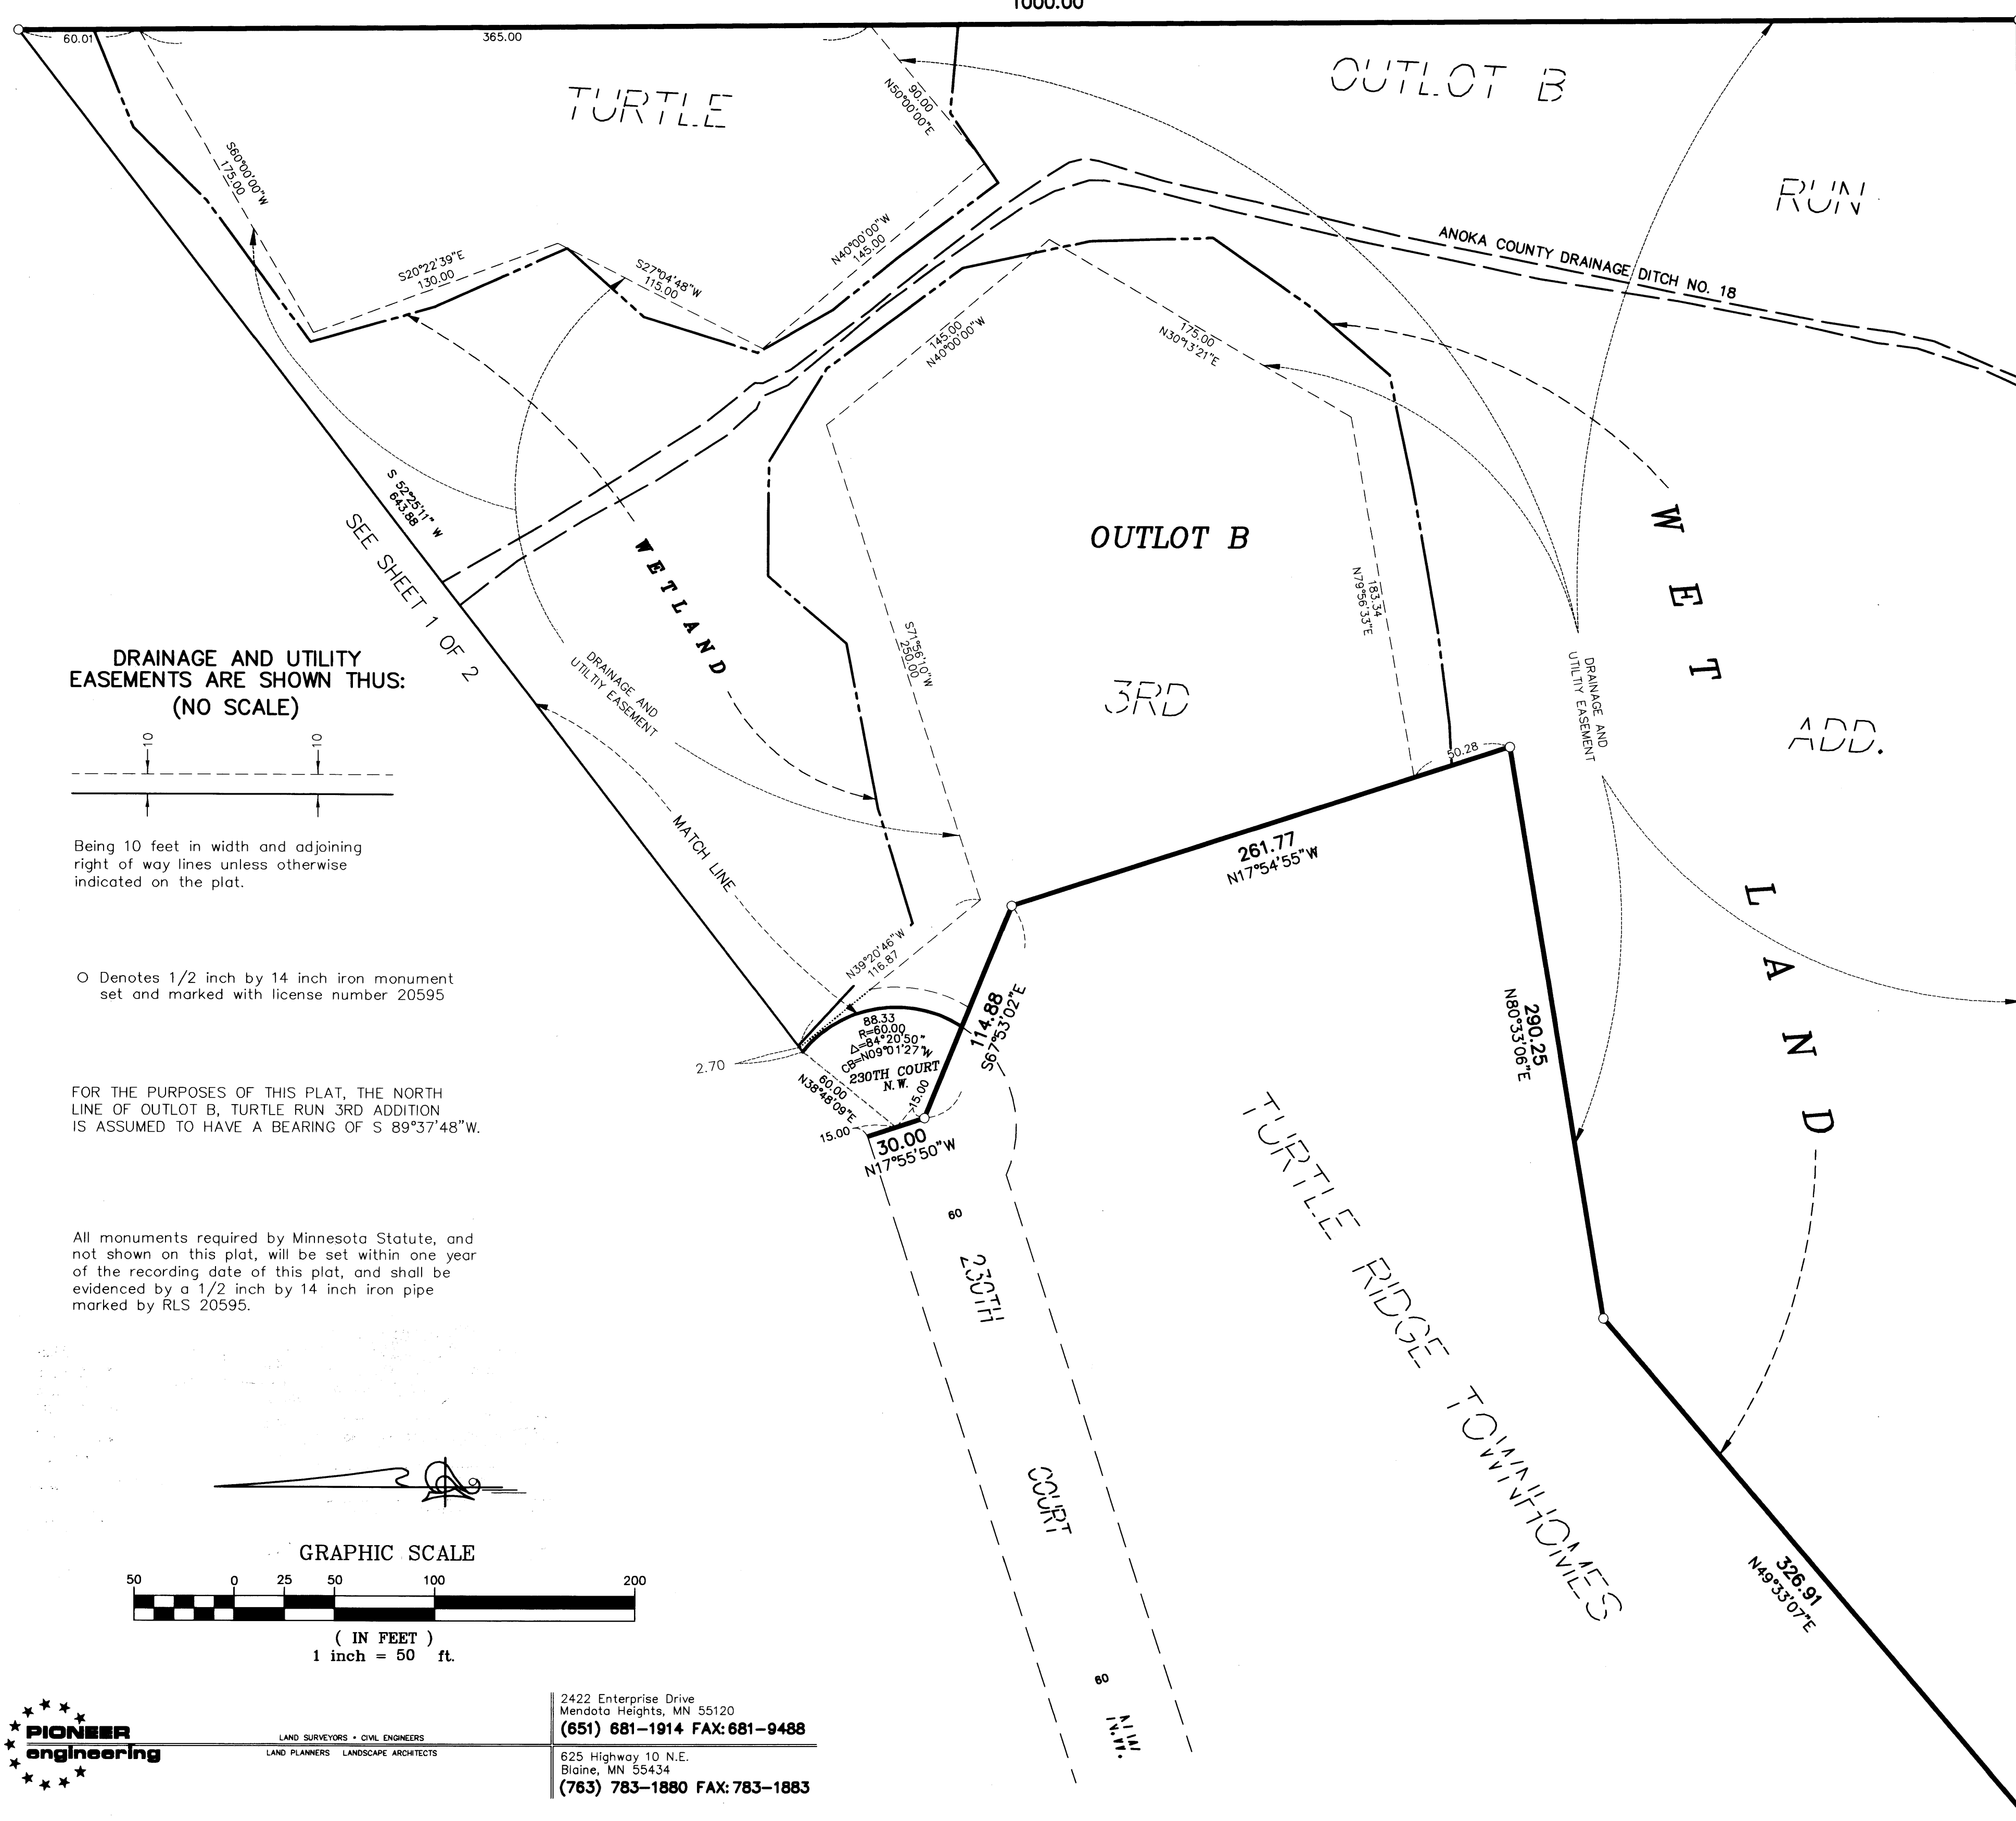 1000.00
60.01
365.00
TURTLE
OUTLOT B
RUN
90.00
N50°00'00"E
S60°00'00"W
175.00
S20°22'39"E
130.00
S27°04'48"W
115.00
N40°00'00"W
145.00
ANOKA COUNTY DRAINAGE DITCH NO. 18
145.00
N40°00'00"W
175.00
N30°13'21"E
S 52°25'11" W
643.88
SEE SHEET 1 OF 2
WETLAND
OUTLOT B
183.34
N79°56'33"E
S71°56'10"W
250.00
3RD
WET LAND
ADD.
DRAINAGE AND
UTILTIY EASEMENT
DRAINAGE AND
UTILTIY EASEMENT
DRAINAGE AND UTILITY
EASEMENTS ARE SHOWN THUS:
(NO SCALE)
10
10
Being 10 feet in width and adjoining
right of way lines unless otherwise
indicated on the plat.
MATCH LINE
50.28
261.77
N17°54'55"W
290.25
N80°33'06"E
N39°20'46"W
116.87
114.88
S67°53'02"E
O Denotes 1/2 inch by 14 inch iron monument
set and marked with license number 20595
88.33
R=60.00
Δ=84°20'50"
CB=N09°01'27"W
230TH COURT
N.W.
2.70
60.00
N38°48'09"E
15.00
15.00
30.00
N17°55'50"W
FOR THE PURPOSES OF THIS PLAT, THE NORTH
LINE OF OUTLOT B, TURTLE RUN 3RD ADDITION
IS ASSUMED TO HAVE A BEARING OF S 89°37'48"W.
All monuments required by Minnesota Statute, and
not shown on this plat, will be set within one year
of the recording date of this plat, and shall be
evidenced by a 1/2 inch by 14 inch iron pipe
marked by RLS 20595.
60
230TH
COURT
60
N.W.
TURTLE RIDGE TOWNHOMES
326.91
N49°33'07"E
GRAPHIC SCALE
50 0 25 50 100 200
( IN FEET )
1 inch = 50 ft.
PIONEER
engineering
LAND SURVEYORS • CIVIL ENGINEERS
LAND PLANNERS LANDSCAPE ARCHITECTS
2422 Enterprise Drive
Mendota Heights, MN 55120
(651) 681-1914 FAX: 681-9488
625 Highway 10 N.E.
Blaine, MN 55434
(763) 783-1880 FAX: 783-1883